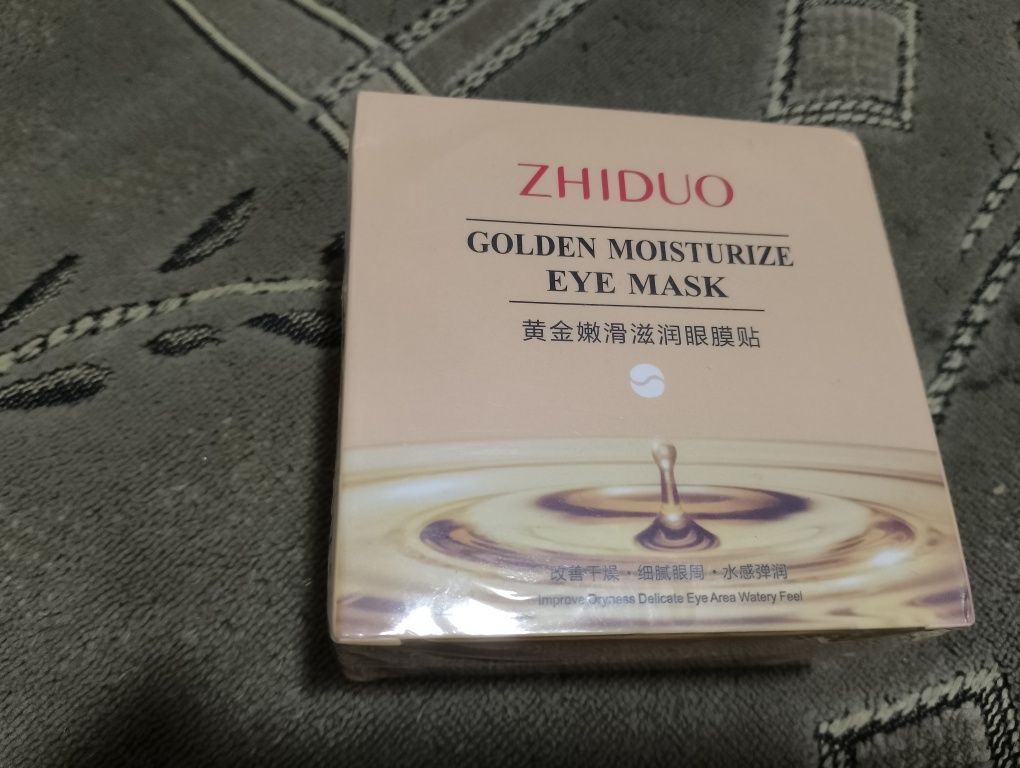 ZHIDUO
GOLDEN MOISTURIZE
EYE MASK
黄金嫩滑滋润眼膜贴
改善干燥·细腻眼周·水感弹润
Improve Dryness Delicate Eye Area Watery Feel